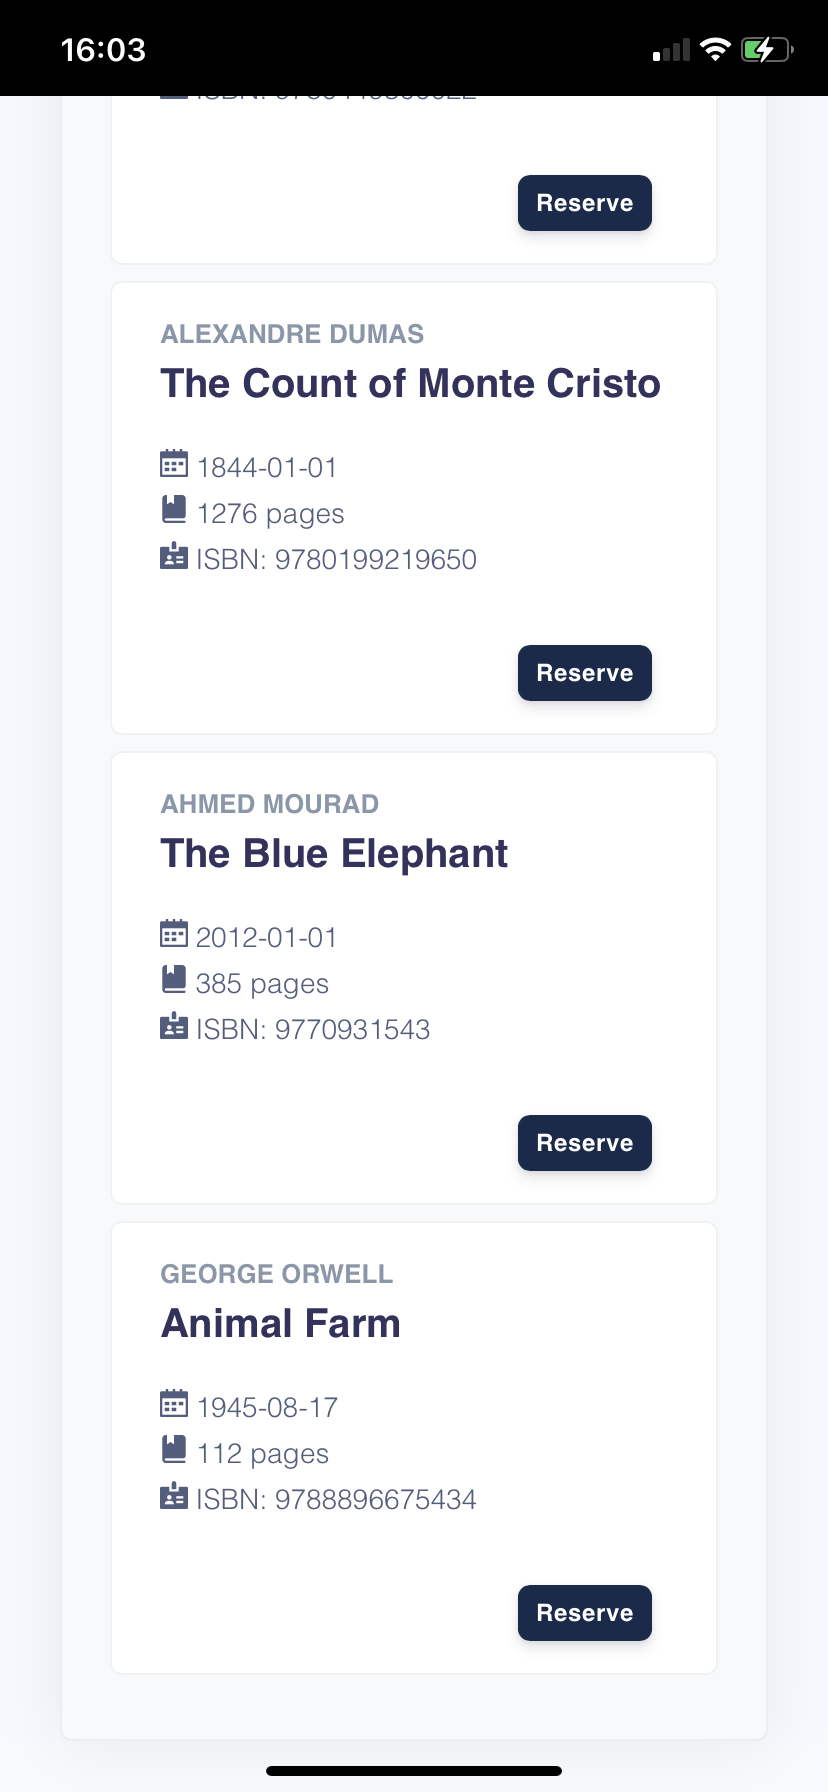 16:03
Reserve
ALEXANDRE DUMAS
The Count of Monte Cristo
1844-01-01
1276 pages
ISBN: 9780199219650
Reserve
AHMED MOURAD
The Blue Elephant
2012-01-01
385 pages
ISBN: 9770931543
Reserve
GEORGE ORWELL
Animal Farm
1945-08-17
112 pages
ISBN: 9788896675434
Reserve